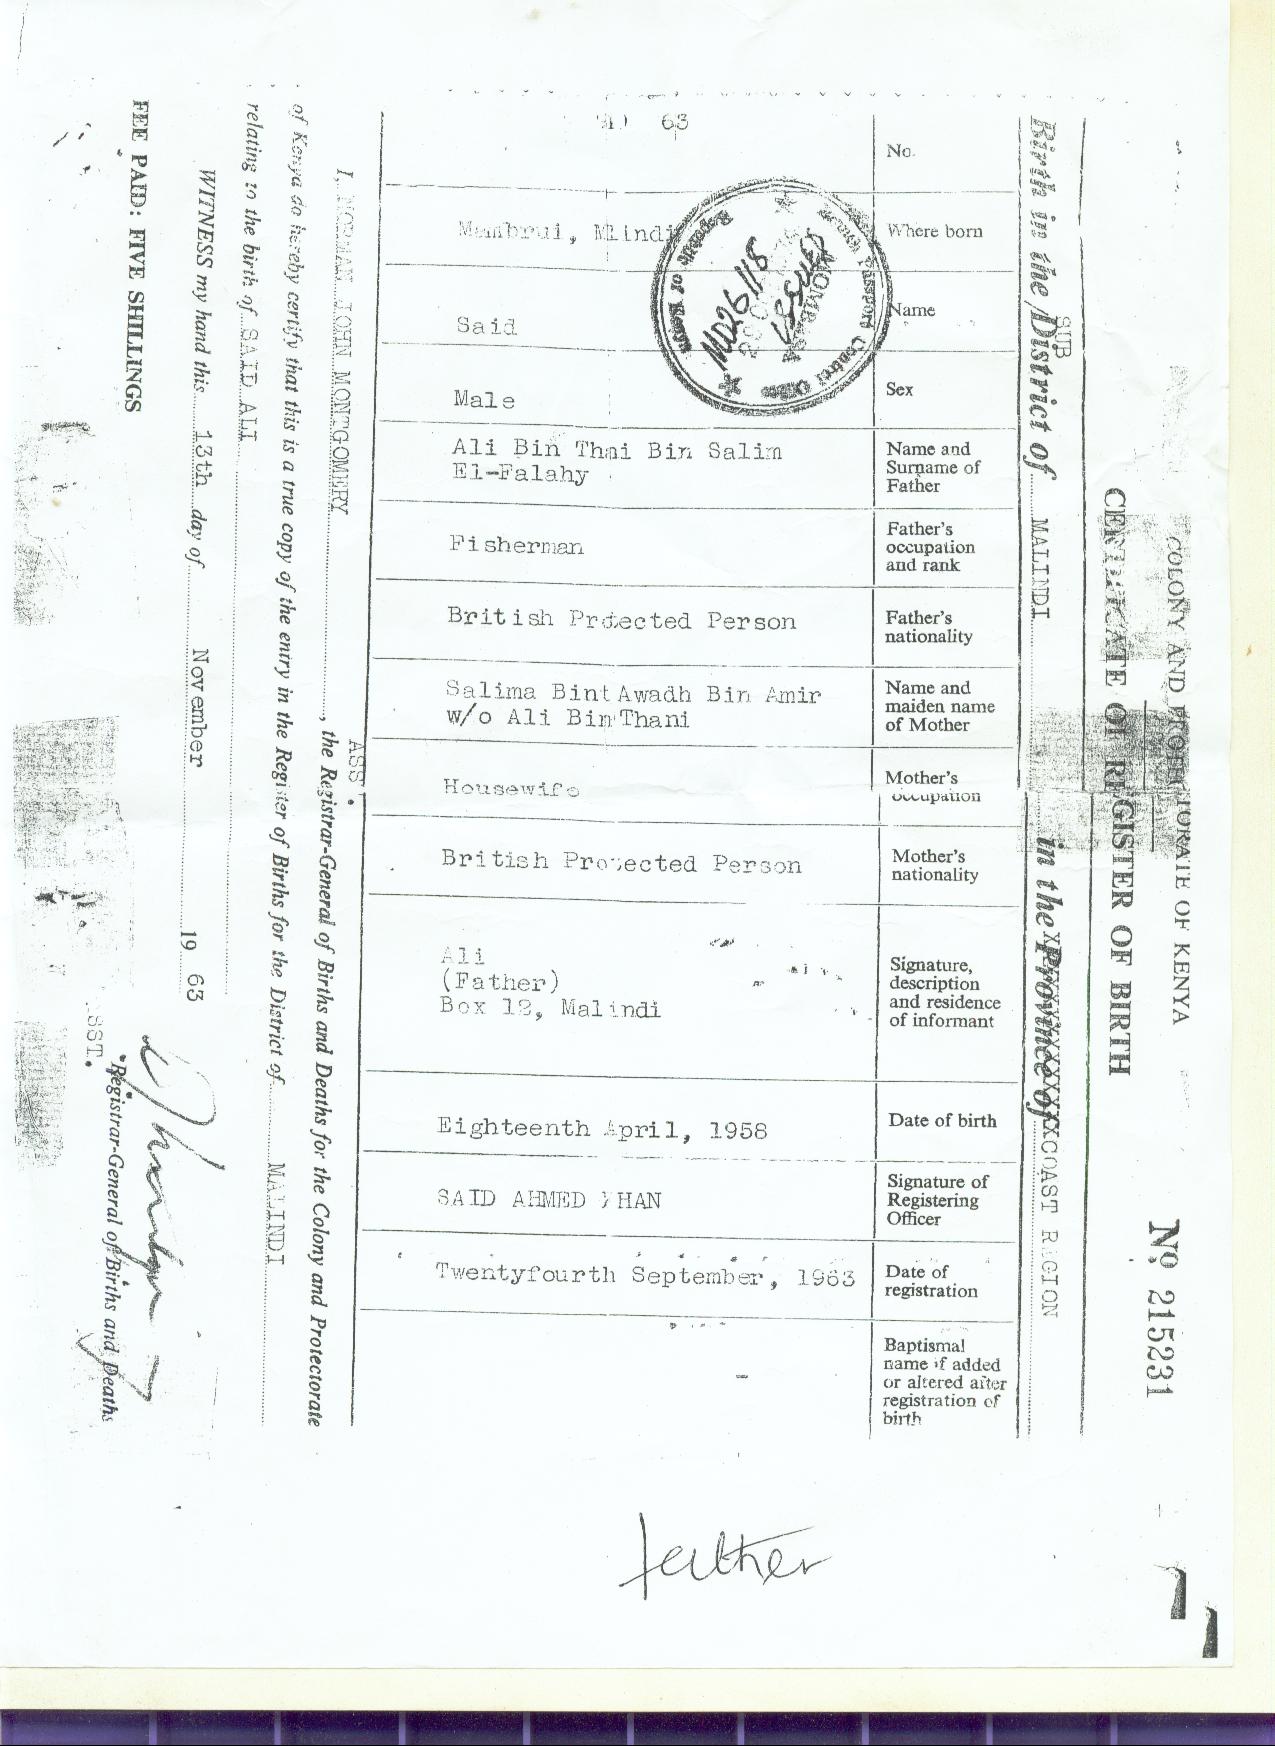 COLONY AND PROTECTORATE OF KENYA
Nº 215231
CERTIFICATE OF REGISTER OF BIRTH
SUB
Birth in the District of MALINDI in the Province of COAST REGION
No.
63
Where born
Mambrui, Mlindi
Name
Said
Sex
Male
Name and
Surname of
Father
Ali Bin Thai Bin Salim
El-Falahy
Father's
occupation
and rank
Fisherman
Father's
nationality
British Protected Person
Name and
maiden name
of Mother
Salima Bint Awadh Bin Amir
w/o Ali Bin Thani
Mother's
occupation
Housewife
Mother's
nationality
British Protected Person
Signature,
description
and residence
of informant
Ali
(Father)
Box 12, Malindi
Date of birth
Eighteenth April, 1958
Signature of
Registering
Officer
SAID AHMED KHAN
Date of
registration
Twentyfourth September, 1963
Baptismal
name if added
or altered after
registration of
birth
-
Passport Control Office
Republic of Kenya
ISSUED
ASST.
I, NORMAN JOHN MONTGOMERY, the Registrar-General of Births and Deaths for the Colony and Protectorate
of Kenya do hereby certify that this is a true copy of the entry in the Register of Births for the District of MALINDI
relating to the birth of SAID ALI
WITNESS my hand this 13th day of November 19 63
ASST.
Registrar-General of Births and Deaths
FEE PAID: FIVE SHILLINGS
father